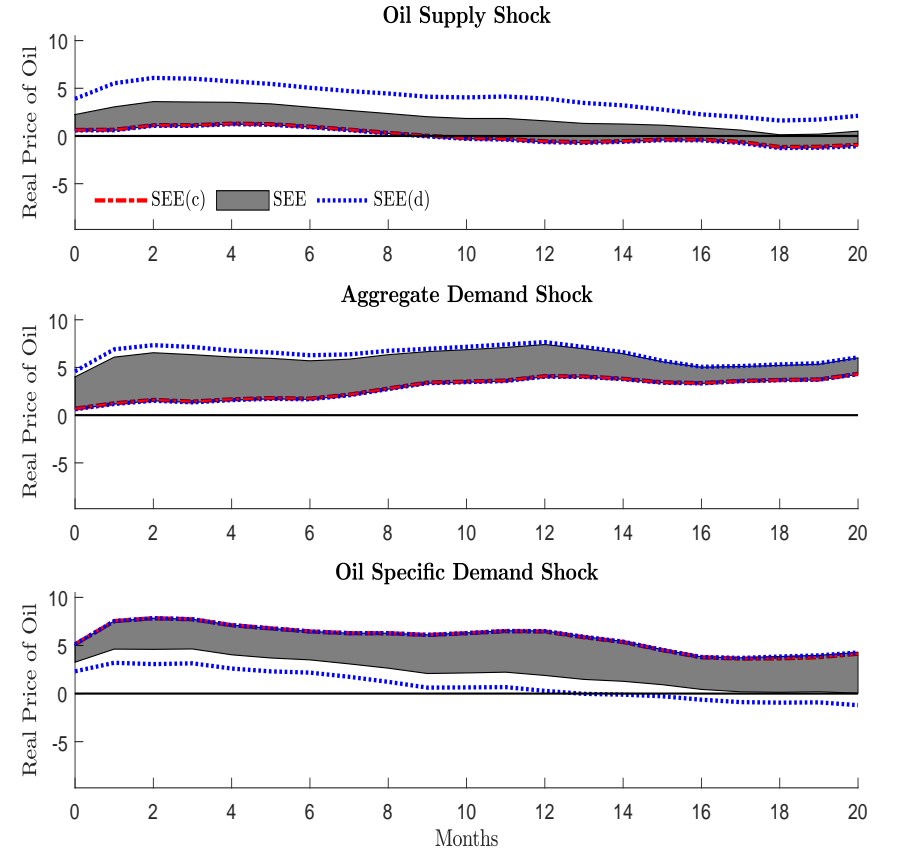 Oil Supply Shock
Real Price of Oil
10
5
0
-5
SEE(c) SEE SEE(d)
0 2 4 6 8 10 12 14 16 18 20
Aggregate Demand Shock
Real Price of Oil
10
5
0
-5
0 2 4 6 8 10 12 14 16 18 20
Oil Specific Demand Shock
Real Price of Oil
10
5
0
-5
0 2 4 6 8 10 12 14 16 18 20
Months